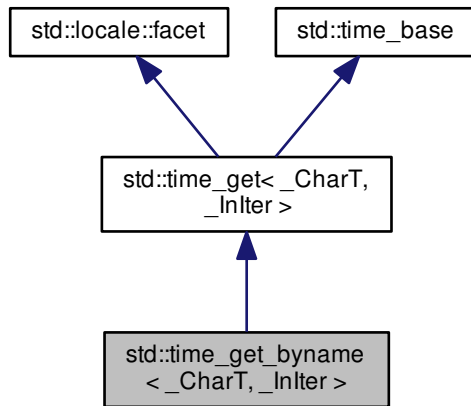 std::locale::facet
std::time_base
std::time_get< _CharT,
_InIter >
std::time_get_byname
< _CharT, _InIter >